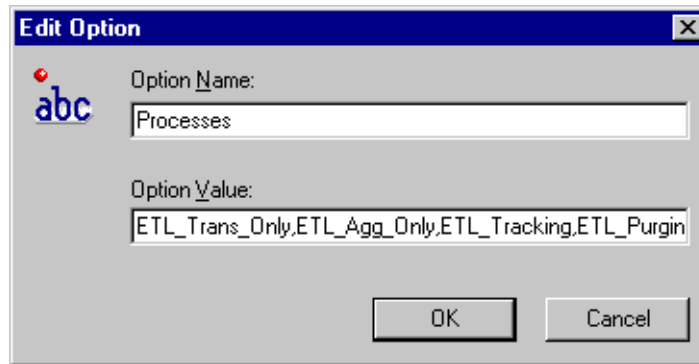 Edit Option
abc
Option Name:
Processes
Option Value:
ETL_Trans_Only,ETL_Agg_Only,ETL_Tracking,ETL_Purgin
OK Cancel